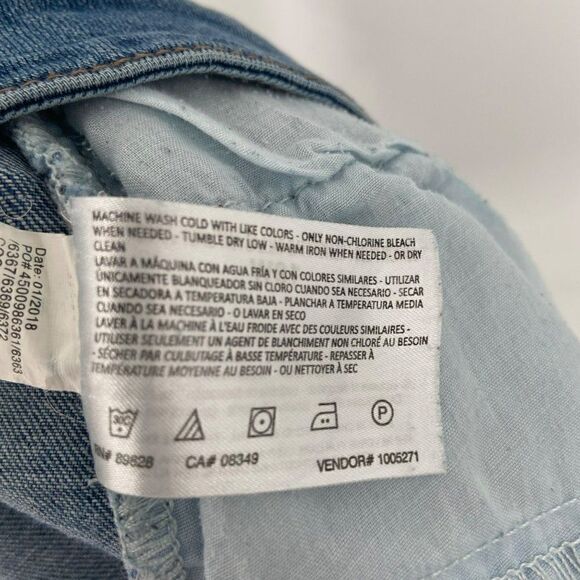 MACHINE WASH COLD WITH LIKE COLORS - ONLY NON-CHLORINE BLEACH
WHEN NEEDED - TUMBLE DRY LOW - WARM IRON WHEN NEEDED - OR DRY
CLEAN
LAVAR A MÁQUINA CON AGUA FRÍA Y CON COLORES SIMILARES - UTILIZAR
ÚNICAMENTE BLANQUEADOR SIN CLORO CUANDO SEA NECESARIO - SECAR
EN SECADORA A TEMPERATURA BAJA - PLANCHAR A TEMPERATURA MEDIA
CUANDO SEA NECESARIO - O LAVAR EN SECO
LAVER À LA MACHINE À L'EAU FROIDE AVEC DES COULEURS SIMILAIRES -
UTILISER SEULEMENT UN AGENT DE BLANCHIMENT NON CHLORÉ AU BESOIN
- SÉCHER PAR CULBUTAGE À BASSE TEMPÉRATURE - REPASSER À
TEMPÉRATURE MOYENNE AU BESOIN - OU NETTOYER À SEC
30C P
RN# 89828 CA# 08349 VENDOR# 1005271
Date: 01/2018